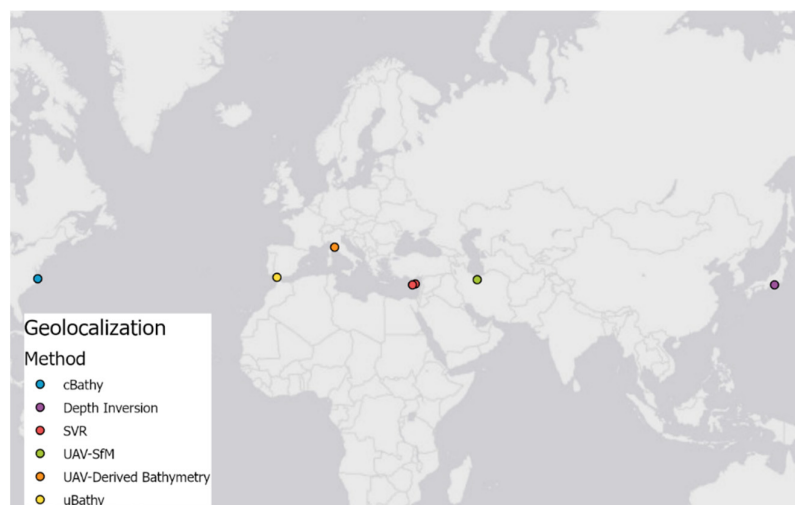 Geolocalization
Method
cBathy
Depth Inversion
SVR
UAV-SfM
UAV-Derived Bathymetry
uBathy